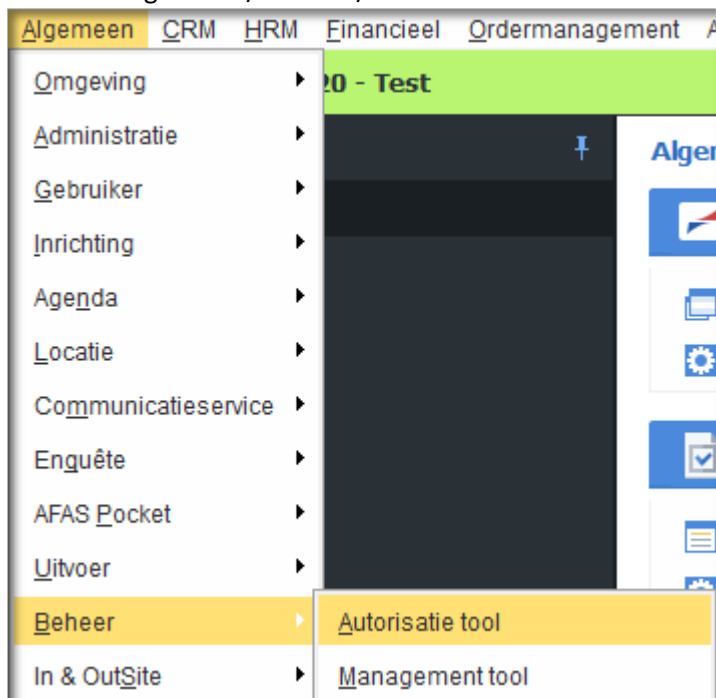 Algemeen CRM HRM Financieel Ordermanagement
Omgeving
20 - Test
Administratie
Gebruiker
Inrichting
Agenda
Locatie
Communicatieservice
Enquête
AFAS Pocket
Uitvoer
Beheer
Autorisatie tool
In & OutSite
Management tool